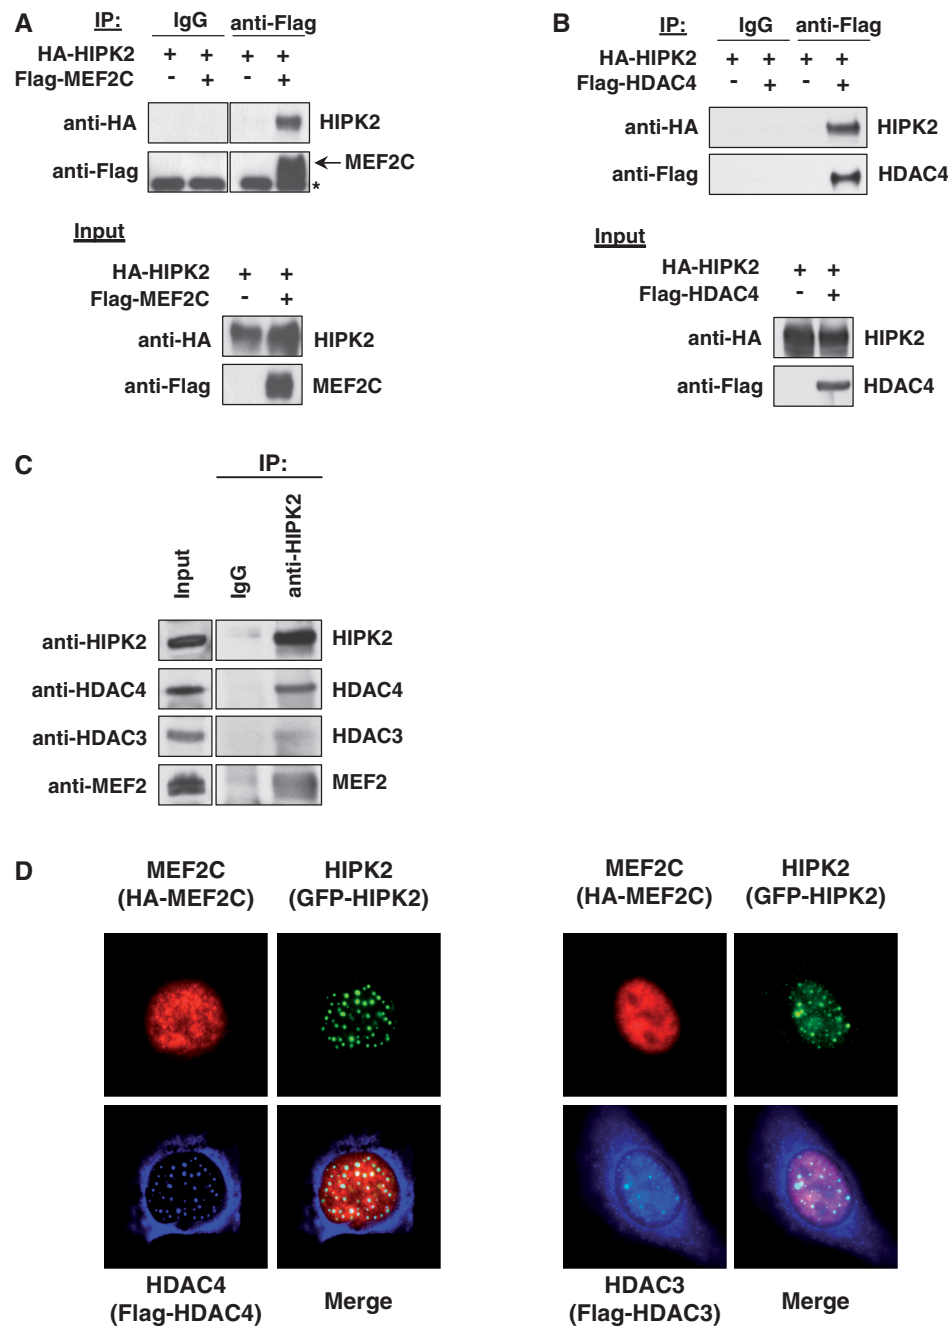 A
IP: IgG anti-Flag
HA-HIPK2 + + + +
Flag-MEF2C - + - +
anti-HA HIPK2
anti-Flag MEF2C
*
Input
HA-HIPK2 + +
Flag-MEF2C - +
anti-HA HIPK2
anti-Flag MEF2C
B
IP: IgG anti-Flag
HA-HIPK2 + + + +
Flag-HDAC4 - + - +
anti-HA HIPK2
anti-Flag HDAC4
Input
HA-HIPK2 + +
Flag-HDAC4 - +
anti-HA HIPK2
anti-Flag HDAC4
C
IP:
Input IgG anti-HIPK2
anti-HIPK2 HIPK2
anti-HDAC4 HDAC4
anti-HDAC3 HDAC3
anti-MEF2 MEF2
D
MEF2C HIPK2
(HA-MEF2C) (GFP-HIPK2)
HDAC4
(Flag-HDAC4) Merge
MEF2C HIPK2
(HA-MEF2C) (GFP-HIPK2)
HDAC3
(Flag-HDAC3) Merge